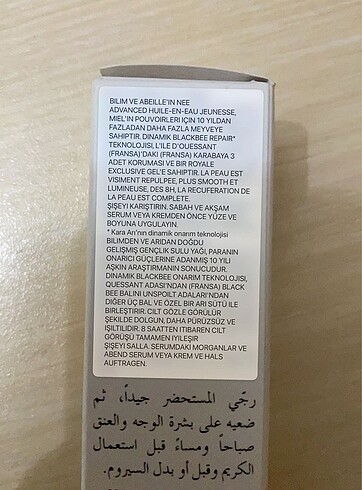 BILIM VE ABEILLE'IN NEE
ADVANCED HUILE-EN-EAU JEUNESSE,
MIEL'IN POUVOIRLERI IÇIN 10 YILDAN
FAZLADAN DAHA FAZLA MEYVEYE
SAHIPTIR. DINAMIK BLACKBEE REPAIR*
TEKNOLOJISI, L'ILE D'OUESSANT
(FRANSA)'DAKI (FRANSA) KARABAYA 3
ADET KORUMASI VE BIR ROYALE
EXCLUSIVE GEL'E SAHIPTIR. LA PEAU EST
VISIMENT REPULPEE, PLUS SMOOTH ET
LUMINEUSE, DES 8H, LA RECUFERATION DE
LA PEAU EST COMPLETE.
ŞIŞEYI KARIŞTIRIN. SABAH VE AKŞAM
SERUM VEYA KREMDEN ÖNCE YÜZE VE
BOYUNA UYGULAYIN.
* Kara Arı'nın dinamik onarım teknolojisi
BILIMDEN VE ARIDAN DOĞDU
GELIŞMIŞ GENÇLIK SULU YAĞI, PARANIN
ONARICI GÜÇLERINE ADANMIŞ 10 YILI
AŞKIN ARAŞTIRMANIN SONUCUDUR.
DINAMIK BLACKBEE ONARIM TEKNOLOJISI,
QUESSANT ADASI'NDAN (FRANSA) BLACK
BEE BALINI UNSPOILT ADALARI'NDAN
DIĞER ÜÇ BAL VE ÖZEL BIR ARI SÜTÜ ILE
BIRLEŞTIRIR. CILT GÖZLE GÖRÜLÜR
ŞEKILDE DOLGUN, DAHA PÜRÜZSÜZ VE
IŞILTILIDIR. 8 SAATTEN ITIBAREN CILT
GÖRÜŞÜ TAMAMEN IYILEŞIR
ŞIŞEYI SALLA. SERUMDAKI MORGANLAR VE
ABEND SERUM VEYA KREM VE HALS
AUFTRAGEN.
رجّي المستحضر جيداً، ثم
ضعيه على بشرة الوجه والعنق
صباحاً ومساءً قبل استعمال
الكريم وقبل أو بدل السيروم.